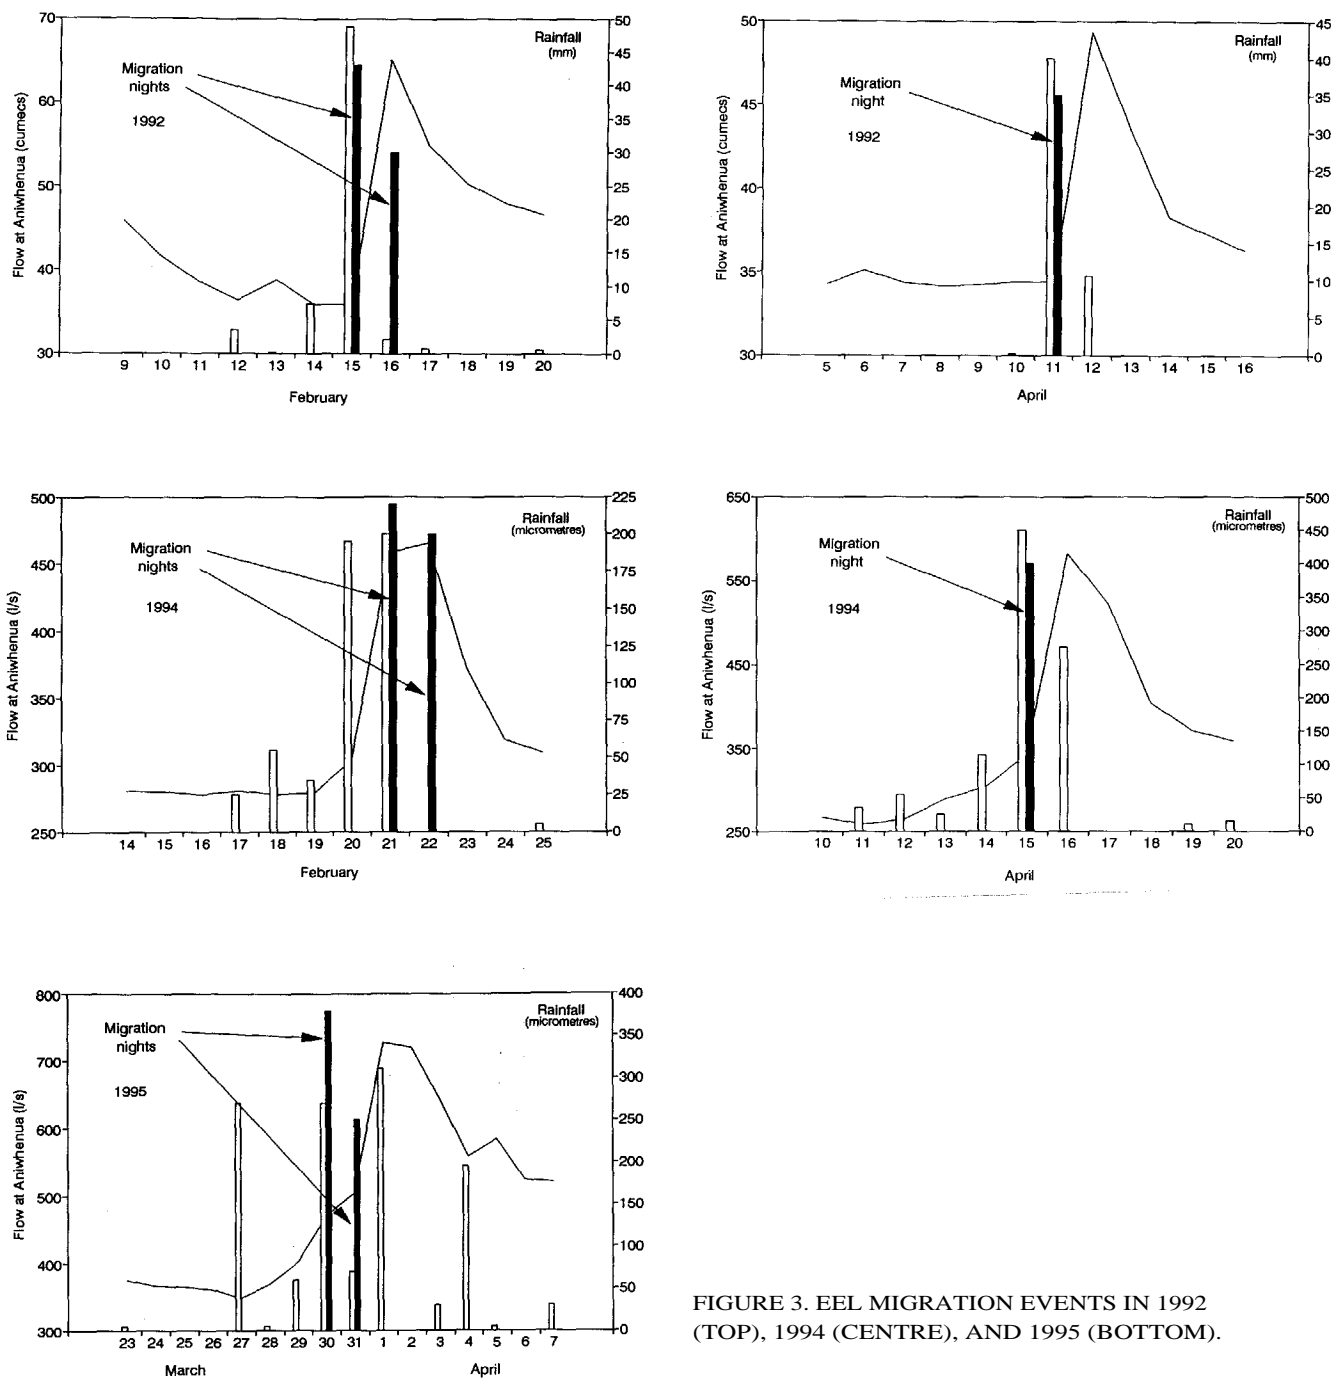 70
60
50
40
30
Flow at Aniwhenua (cumecs)
Migration
nights
1992
Rainfall
(mm)
50
45
40
35
30
25
20
15
10
5
0
9 10 11 12 13 14 15 16 17 18 19 20
February
50
45
40
35
30
Flow at Aniwhenua (cumecs)
Migration
night
1992
Rainfall
(mm)
45
40
35
30
25
20
15
10
5
0
5 6 7 8 9 10 11 12 13 14 15 16
April
500
450
400
350
300
250
Flow at Aniwhenua (l/s)
Migration
nights
1994
Rainfall
(micrometres)
225
200
175
150
125
100
75
50
25
0
14 15 16 17 18 19 20 21 22 23 24 25
February
650
550
450
350
250
Flow at Aniwhenua (l/s)
Migration
night
1994
Rainfall
(micrometres)
500
450
400
350
300
250
200
150
100
50
0
10 11 12 13 14 15 16 17 18 19 20
April
800
700
600
500
400
300
Flow at Aniwhenua (l/s)
Migration
nights
1995
Rainfall
(micrometres)
400
350
300
250
200
150
100
50
0
23 24 25 26 27 28 29 30 31 1 2 3 4 5 6 7
March April
FIGURE 3. EEL MIGRATION EVENTS IN 1992
(TOP), 1994 (CENTRE), AND 1995 (BOTTOM).